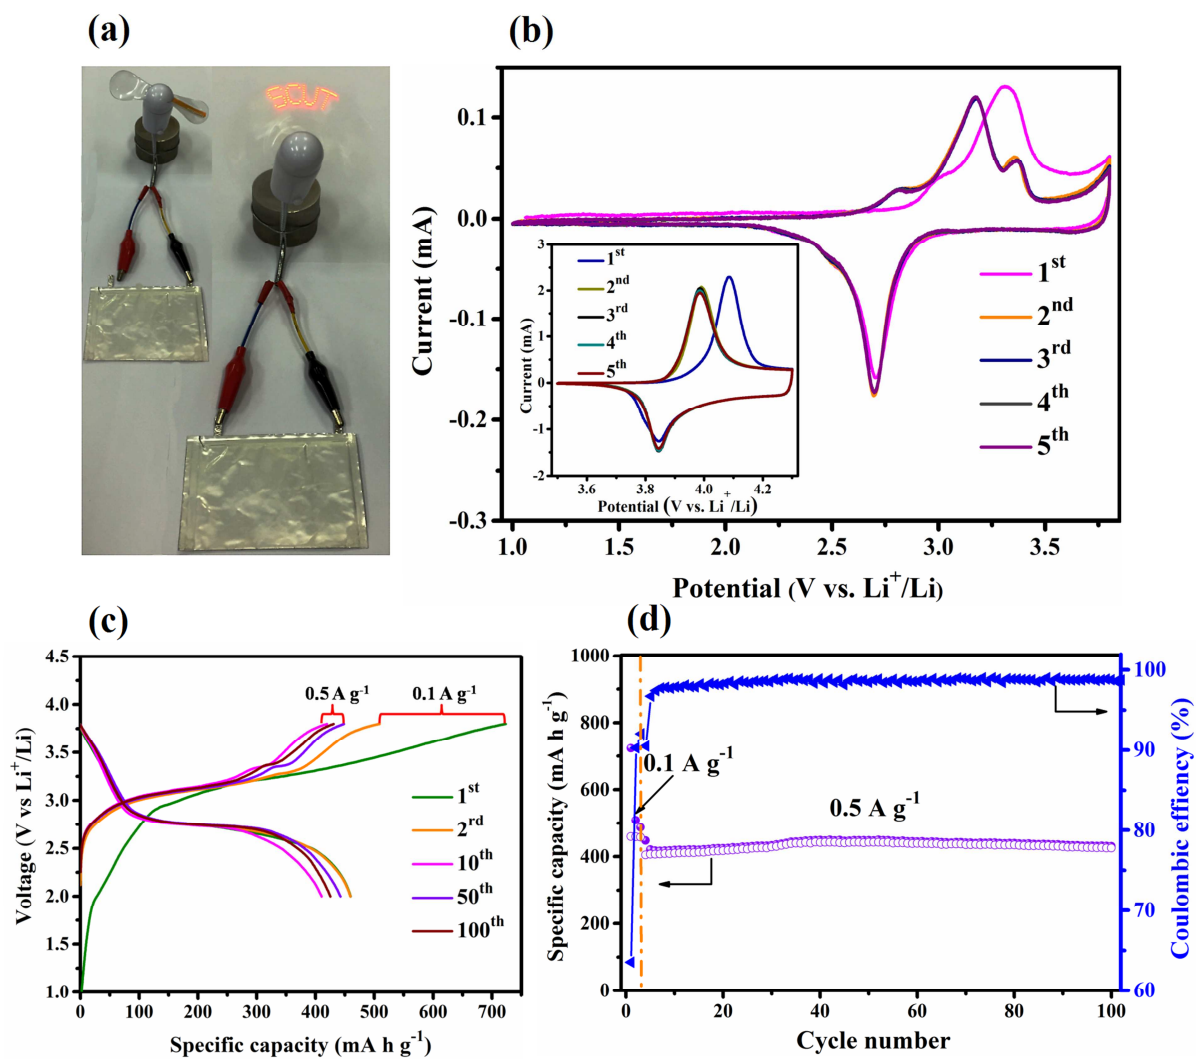 (a)
SCUT
(b)
0.1
0.0
-0.1
-0.2
-0.3
Current (mA)
1.0 1.5 2.0 2.5 3.0 3.5
Potential (V vs. Li⁺/Li)
1ˢᵗ
2ⁿᵈ
3ʳᵈ
4ᵗʰ
5ᵗʰ
3
2
1
0
-1
-2
Current (mA)
3.6 3.8 4.0 4.2
Potential (V vs. Li⁺/Li)
1ˢᵗ
2ⁿᵈ
3ʳᵈ
4ᵗʰ
5ᵗʰ
(c)
4.5
4.0
3.5
3.0
2.5
2.0
1.5
1.0
Voltage (V vs Li⁺/Li)
0.5 A g⁻¹ 0.1 A g⁻¹
1ˢᵗ
2ʳᵈ
10ᵗʰ
50ᵗʰ
100ᵗʰ
0 100 200 300 400 500 600 700
Specific capacity (mA h g⁻¹)
(d)
1000
800
600
400
200
0
Specific capacity (mA h g⁻¹)
0.1 A g⁻¹
0.5 A g⁻¹
0 20 40 60 80 100
Cycle number
100
90
80
70
60
Coulombic effiency (%)